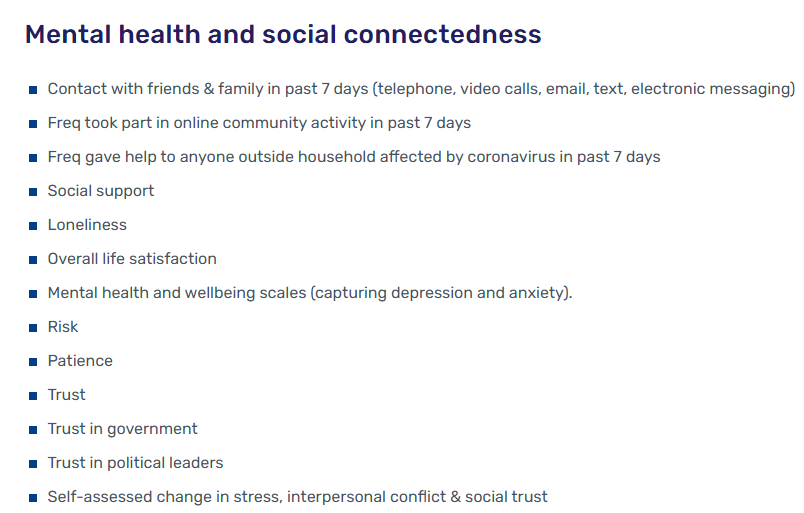 Mental health and social connectedness
Contact with friends & family in past 7 days (telephone, video calls, email, text, electronic messaging)
Freq took part in online community activity in past 7 days
Freq gave help to anyone outside household affected by coronavirus in past 7 days
Social support
Loneliness
Overall life satisfaction
Mental health and wellbeing scales (capturing depression and anxiety).
Risk
Patience
Trust
Trust in government
Trust in political leaders
Self-assessed change in stress, interpersonal conflict & social trust